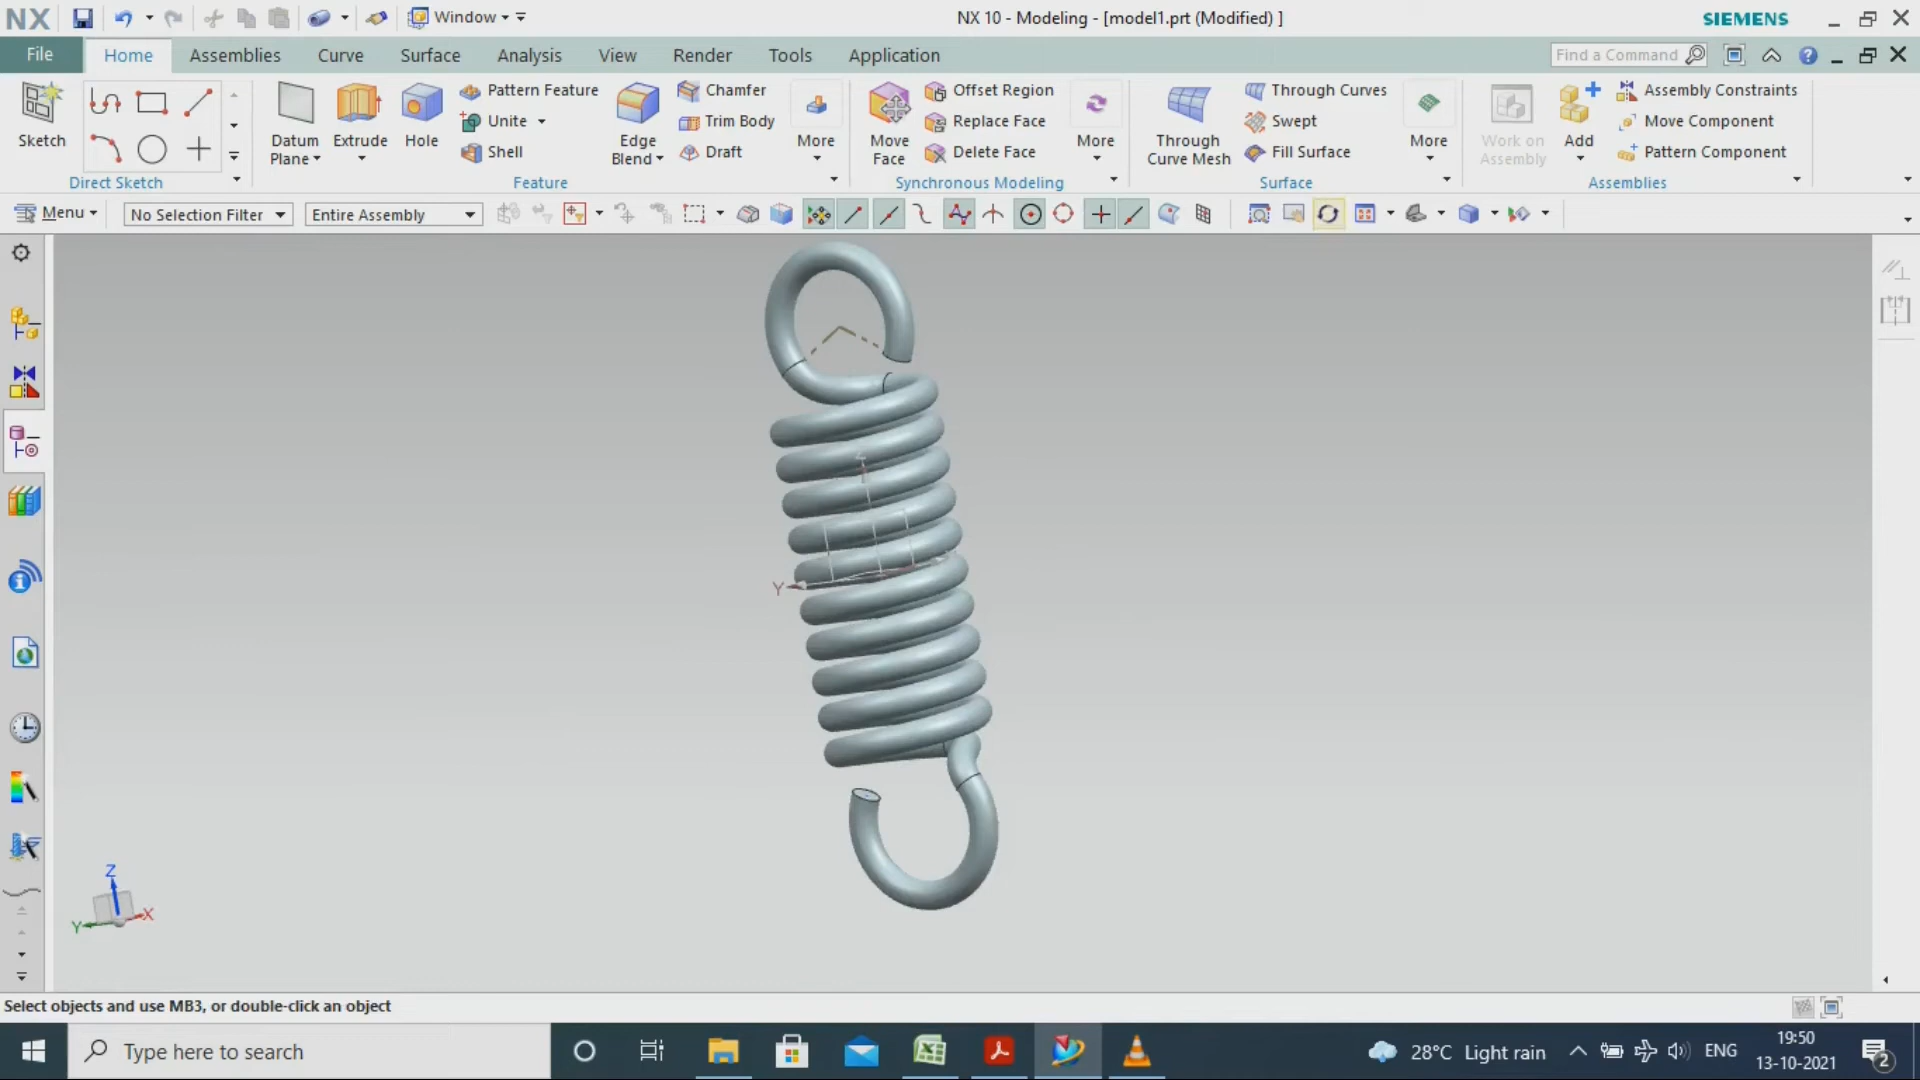 NX Window NX 10 - Modeling - [model1.prt (Modified) ] SIEMENS
File Home Assemblies Curve Surface Analysis View Render Tools Application Find a Command
Sketch
Direct Sketch
Datum Plane
Extrude
Hole
Pattern Feature
Unite
Shell
Edge Blend
Chamfer
Trim Body
Draft
More
Feature
Move Face
Offset Region
Replace Face
Delete Face
More
Synchronous Modeling
Through Curve Mesh
Through Curves
Swept
Fill Surface
More
Surface
Work on Assembly
Add
Assembly Constraints
Move Component
Pattern Component
Assemblies
Menu No Selection Filter Entire Assembly
Z
Y
Z
Y X
Select objects and use MB3, or double-click an object
Type here to search 28°C Light rain ENG 19:50
13-10-2021 2